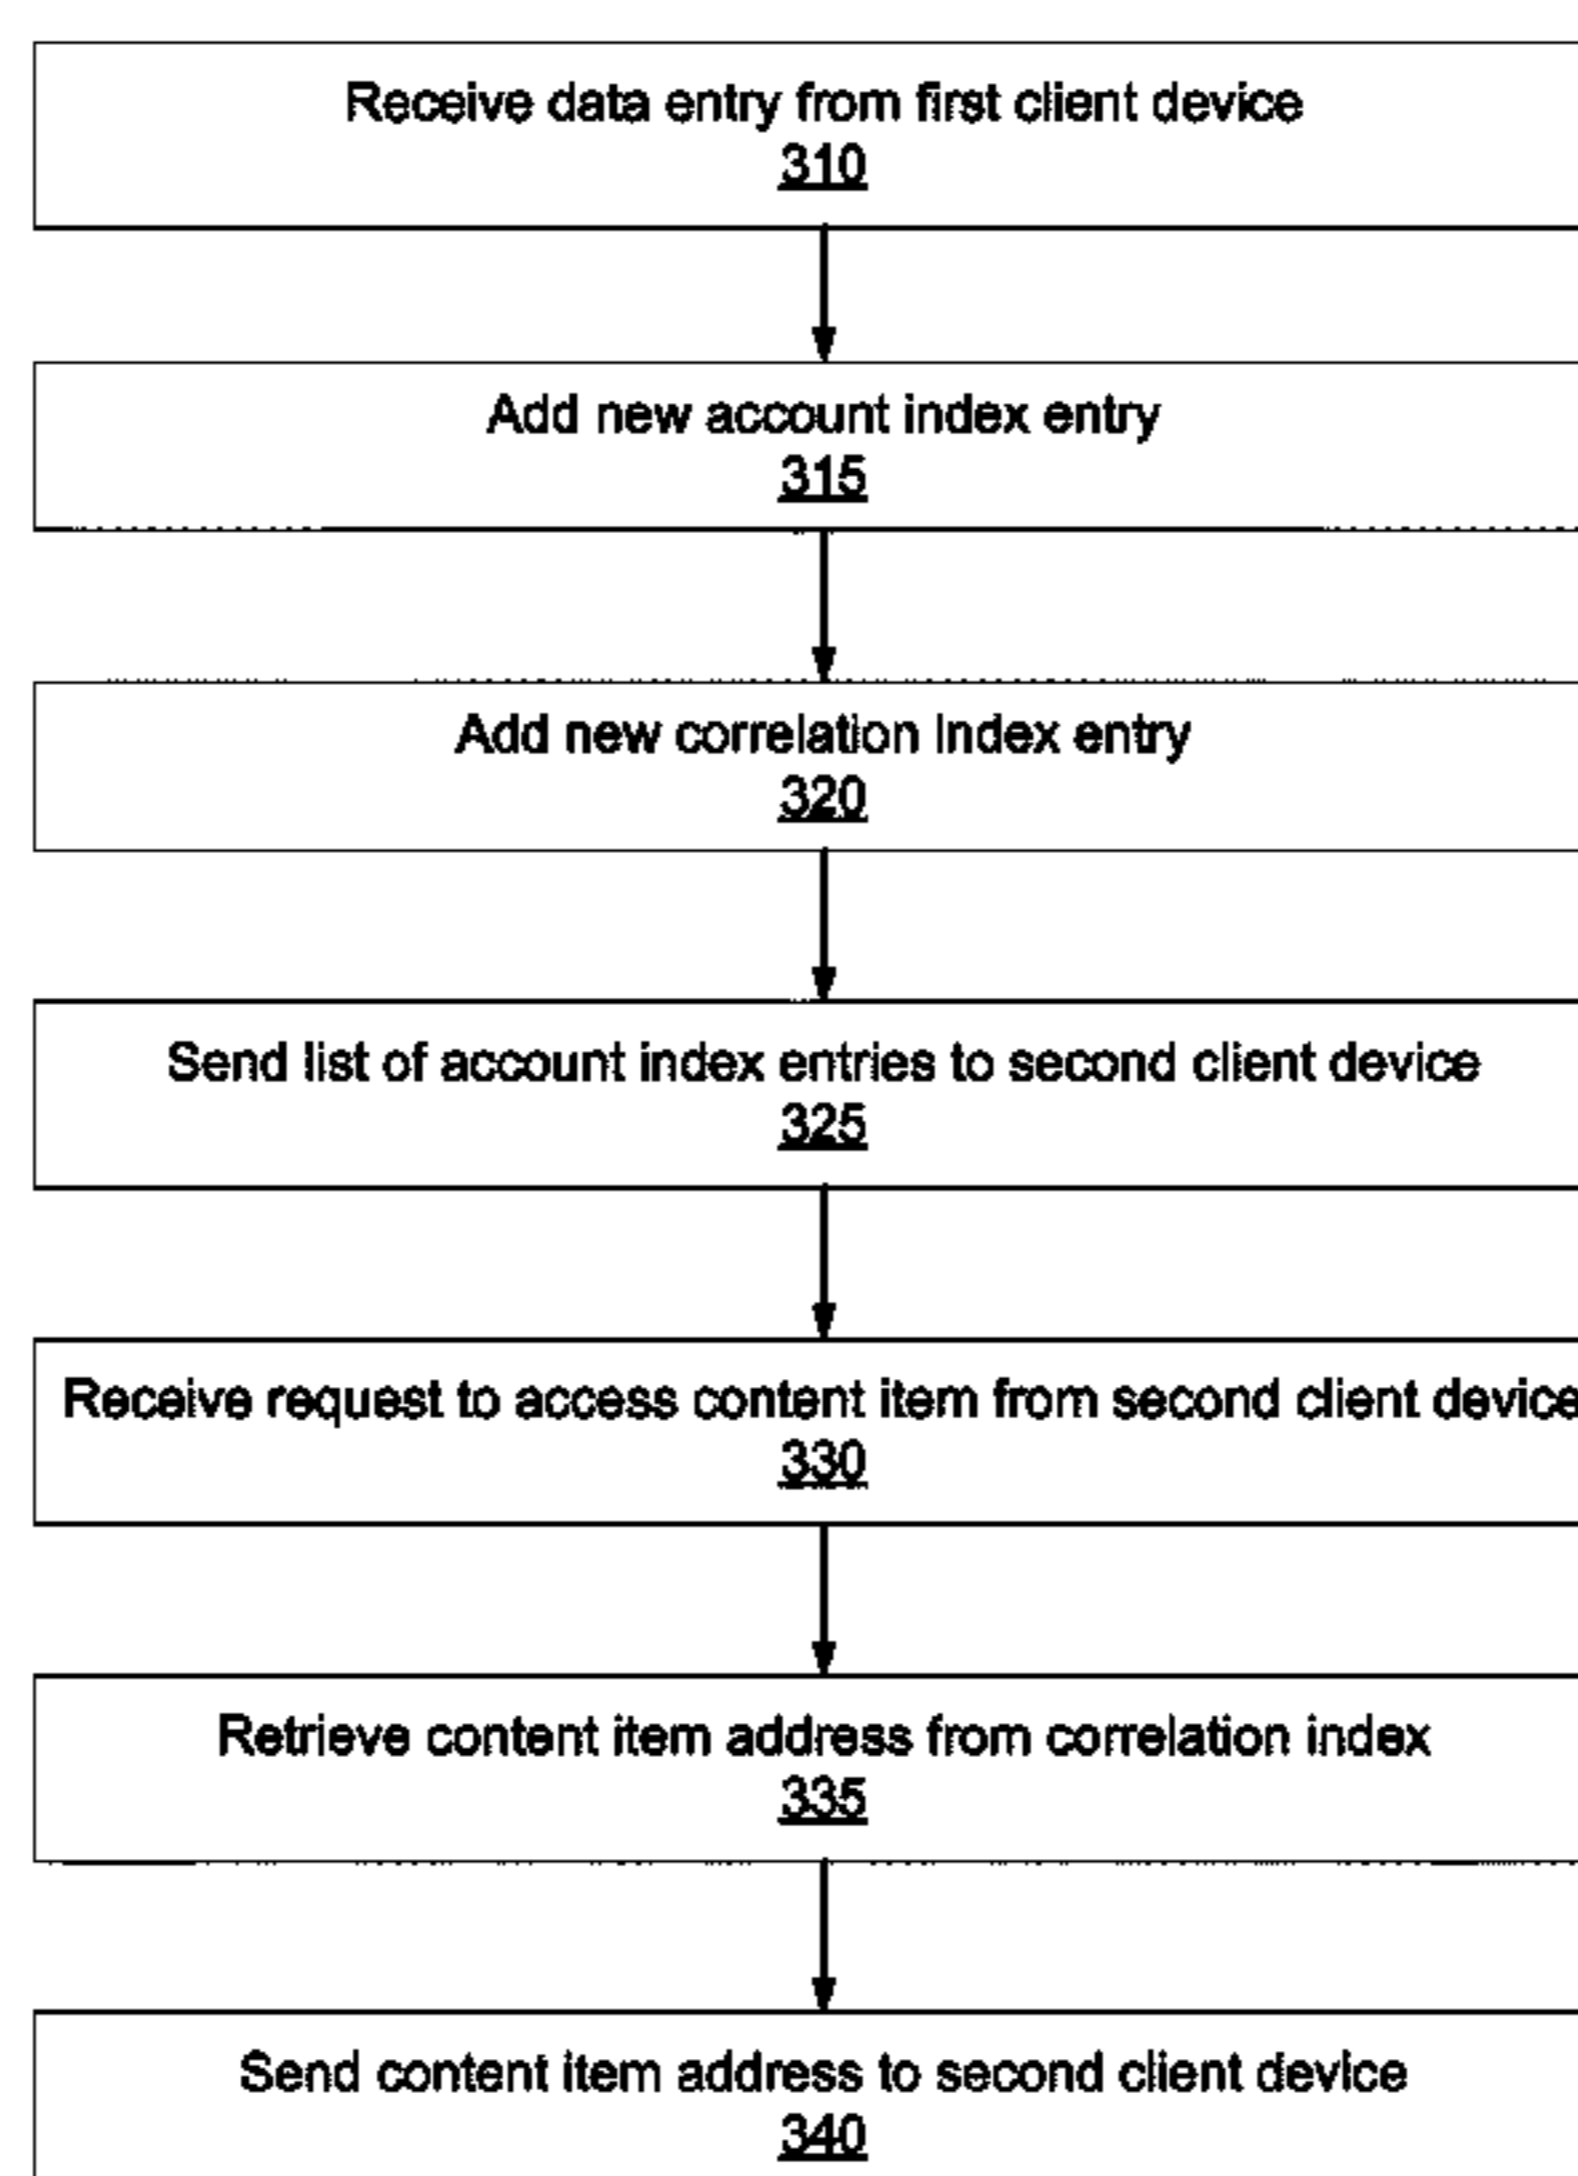 Receive data entry from first client device
310
Add new account index entry
315
Add new correlation index entry
320
Send list of account index entries to second client device
325
Receive request to access content item from second client device
330
Retrieve content item address from correlation index
335
Send content item address to second client device
340